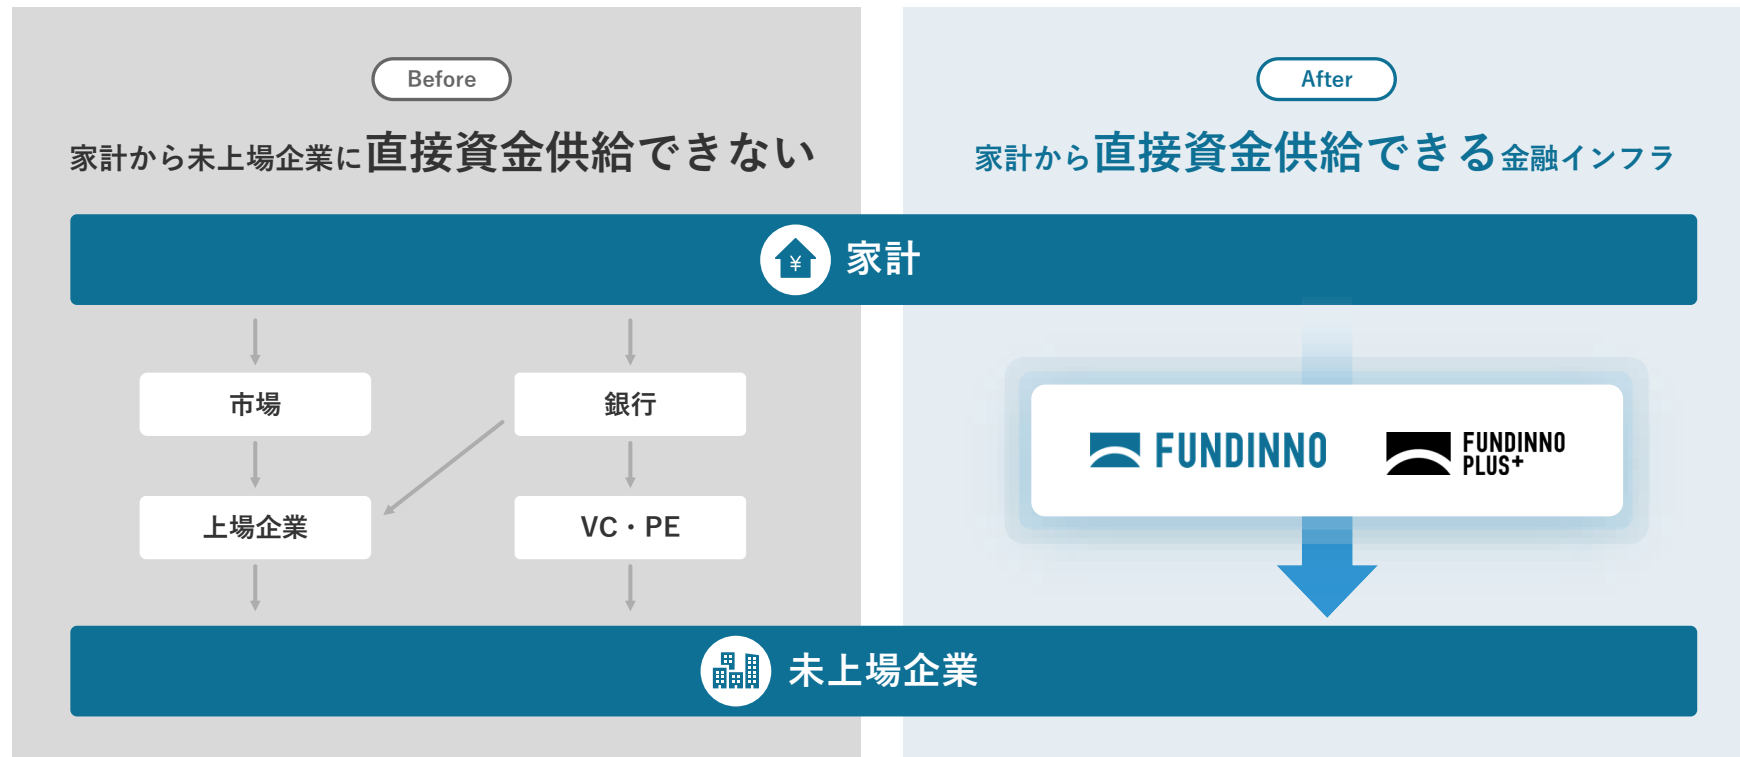 Before
家計から未上場企業に直接資金供給できない
After
家計から直接資金供給できる金融インフラ
¥ 家計
市場
銀行
上場企業
VC・PE
FUNDINNO
FUNDINNO
PLUS+
未上場企業